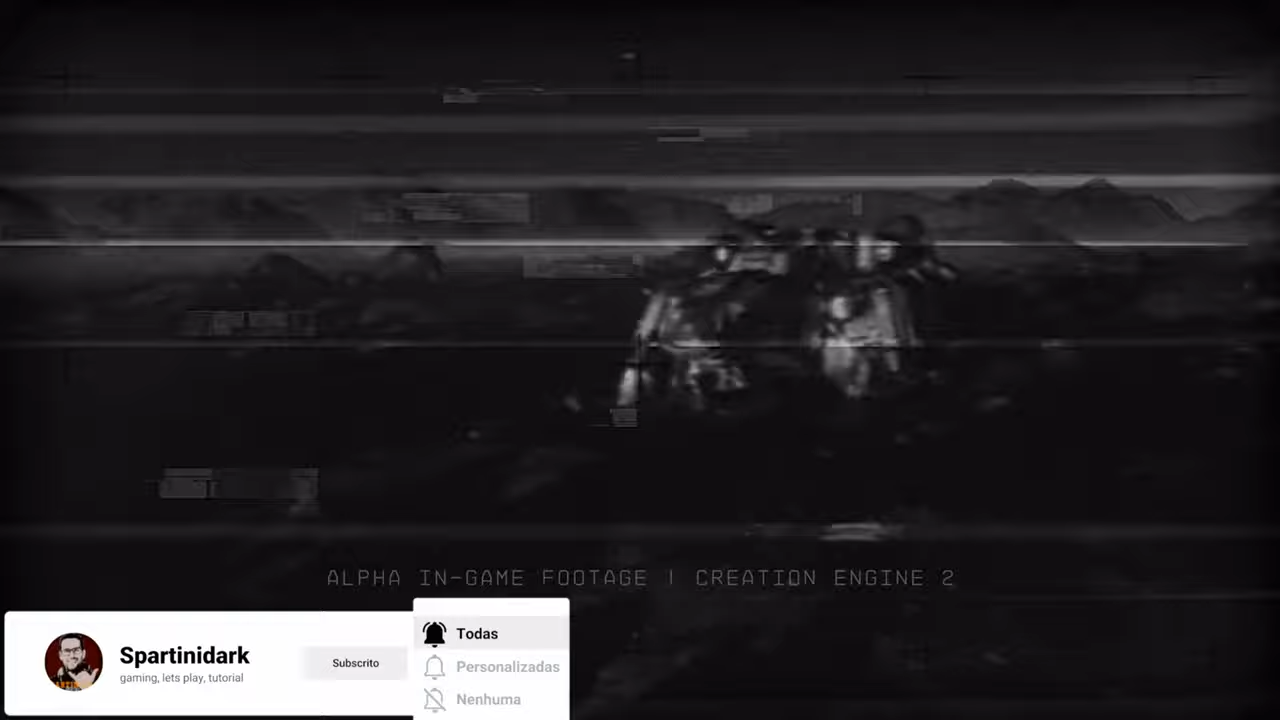 ALPHA IN-GAME FOOTAGE | CREATION ENGINE 2
Spartinidark
gaming, lets play, tutorial
Subscrito
Todas
Personalizadas
Nenhuma